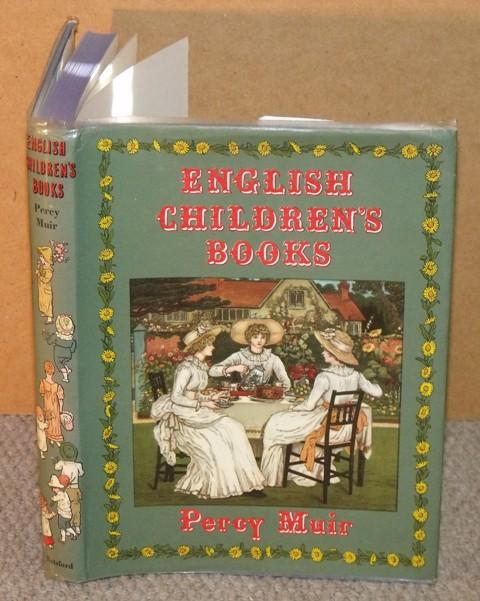 ENGLISH
CHILDREN'S
BOOKS
Percy
Muir
ENGLISH
CHILDREN'S
BOOKS
Percy Muir